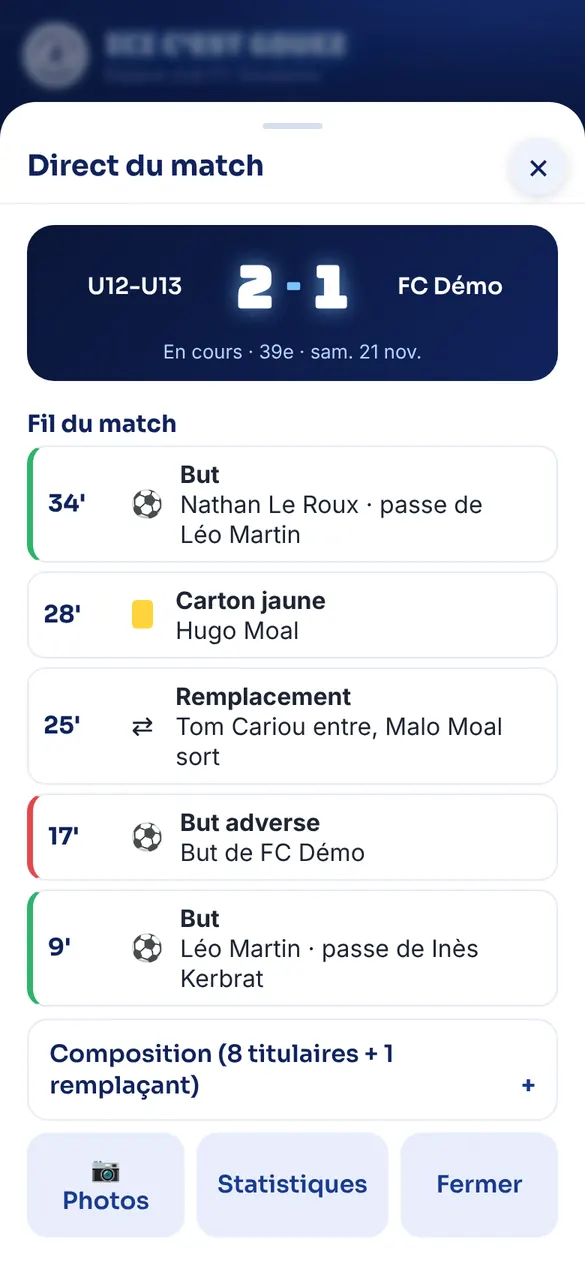 ICI C'EST GOUEZ
Direct du match
U12-U13
2 - 1
FC Démo
En cours · 39e · sam. 21 nov.
Fil du match
34'
But
Nathan Le Roux · passe de
Léo Martin
28'
Carton jaune
Hugo Moal
25'
Remplacement
Tom Cariou entre, Malo Moal
sort
17'
But adverse
But de FC Démo
9'
But
Léo Martin · passe de Inès
Kerbrat
Composition (8 titulaires + 1
remplaçant)
+
Photos
Statistiques
Fermer